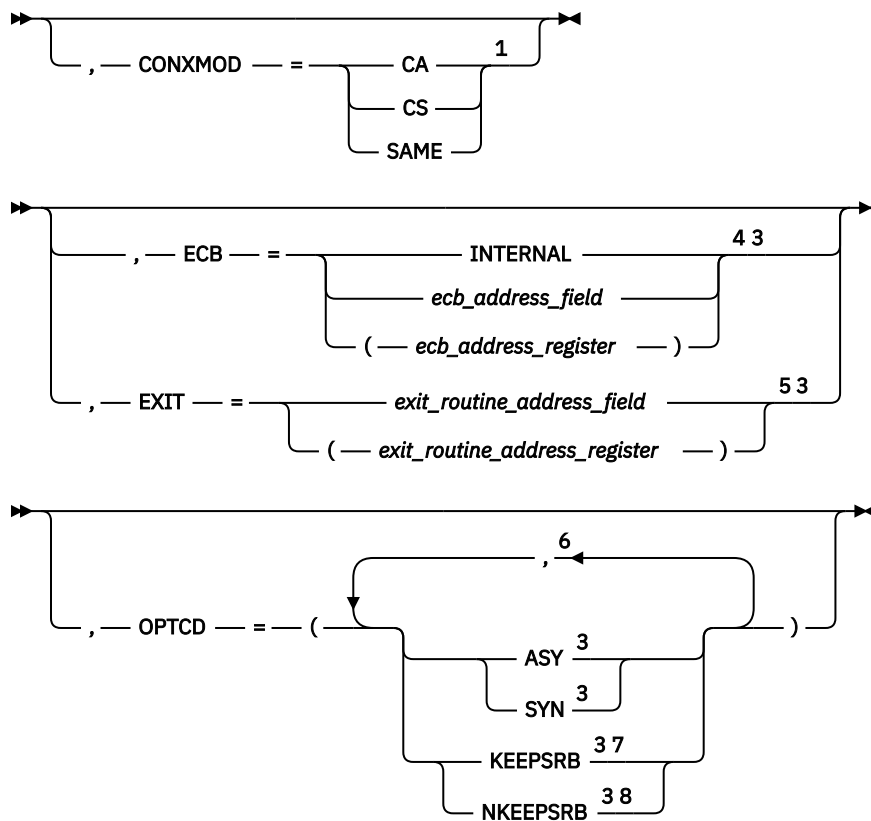 1
, CONXMOD = CA
CS
SAME
, ECB = INTERNAL 4 3
ecb_address_field
( ecb_address_register )
, EXIT = exit_routine_address_field 5 3
( exit_routine_address_register )
, 6
, OPTCD = ( )
ASY 3
SYN 3
KEEPSRB 3 7
NKEEPSRB 3 8